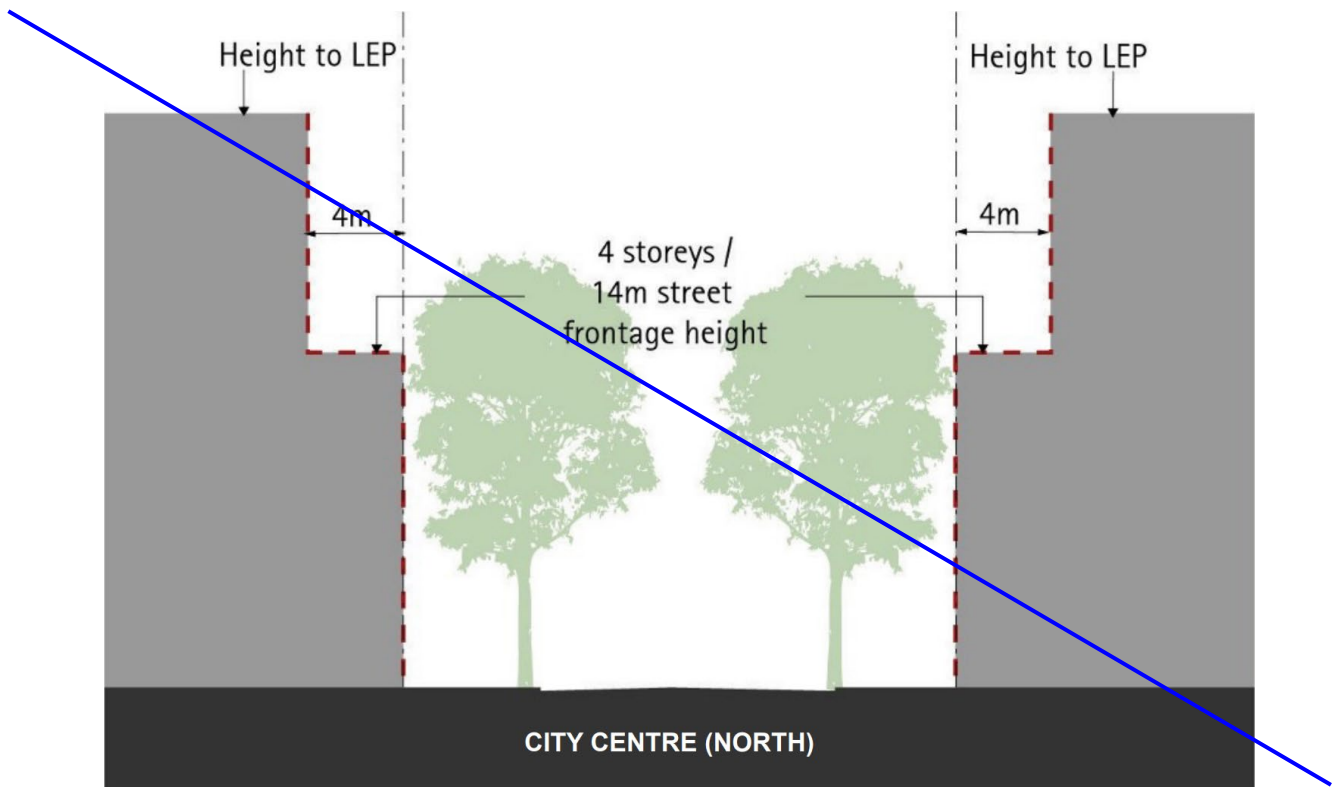 Height to LEP
Height to LEP
4m
4m
4 storeys /
14m street
frontage height
CITY CENTRE (NORTH)